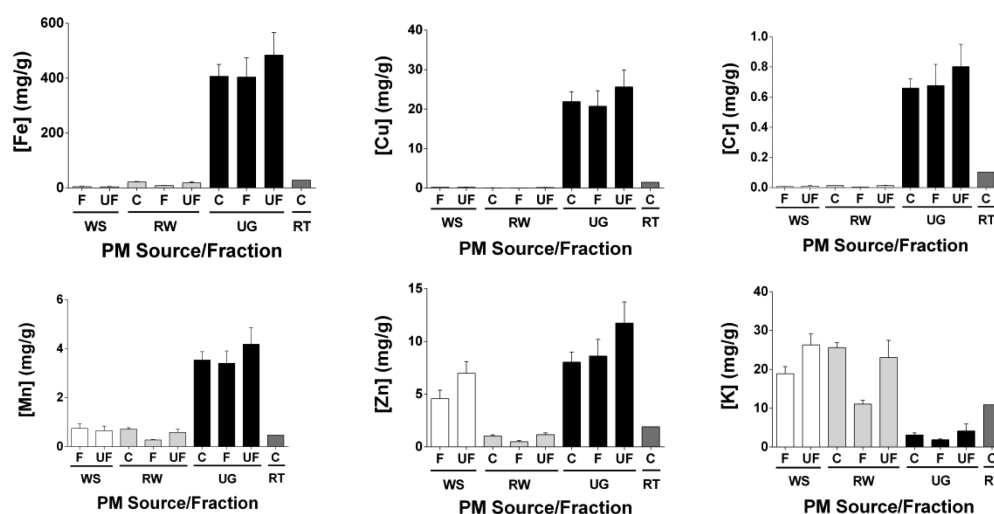 [Fe] (mg/g)
600
400
200
0
F UF C F UF C F UF C
WS RW UG RT
PM Source/Fraction
[Cu] (mg/g)
40
30
20
10
0
F UF C F UF C F UF C
WS RW UG RT
PM Source/Fraction
[Cr] (mg/g)
1.0
0.8
0.6
0.4
0.2
0.0
F UF C F UF C F UF C
WS RW UG RT
PM Source/Fraction
[Mn] (mg/g)
6
4
2
0
F UF C F UF C F UF C
WS RW UG RT
PM Source/Fraction
[Zn] (mg/g)
15
10
5
0
F UF C F UF C F UF C
WS RW UG RT
PM Source/Fraction
[K] (mg/g)
40
30
20
10
0
F UF C F UF C F UF C
WS RW UG RT
PM Source/Fraction